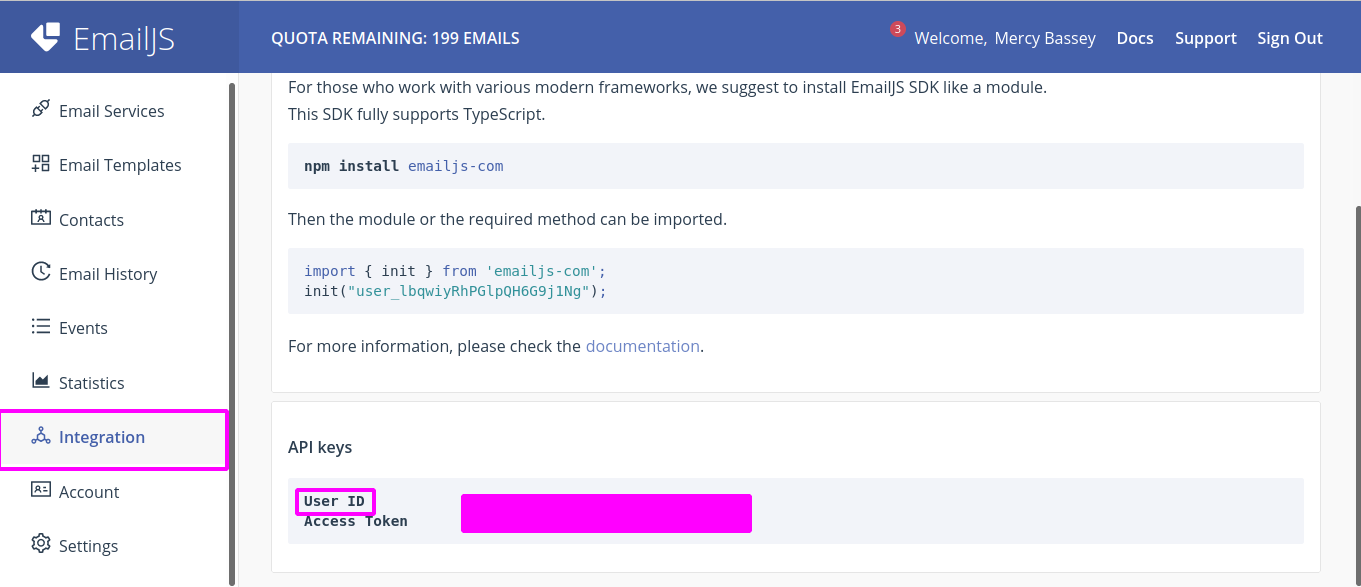 EmailJS
QUOTA REMAINING: 199 EMAILS
3
Welcome, Mercy Bassey
Docs
Support
Sign Out
Email Services
Email Templates
Contacts
Email History
Events
Statistics
Integration
Account
Settings
For those who work with various modern frameworks, we suggest to install EmailJS SDK like a module.
This SDK fully supports TypeScript.
npm install emailjs-com
Then the module or the required method can be imported.
import { init } from 'emailjs-com';
init("user_lbqwiyRhPGlpQH6G9j1Ng");
For more information, please check the documentation.
API keys
User ID
Access Token